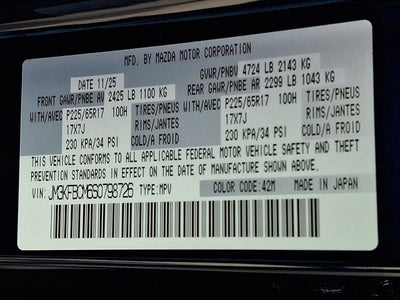 MFD. BY MAZDA MOTOR CORPORATION
DATE 11/25
GVWR/PNBV 4724 LB 2143 KG
FRONT GAWR/PNBE AV 2425 LB 1100 KG
REAR GAWR/PNBE AR 2299 LB 1043 KG
WITH/AVEC P225/65R17 100H TIRES/PNEUS
17X7J RIMS/JANTES
230 KPA/34 PSI COLD/A FROID
WITH/AVEC P225/65R17 100H TIRES/PNEUS
17X7J RIMS/JANTES
230 KPA/34 PSI COLD/A FROID
THIS VEHICLE CONFORMS TO ALL APPLICABLE FEDERAL MOTOR VEHICLE SAFETY AND THEFT
PREVENTION STANDARDS IN EFFECT ON THE DATE OF MANUFACTURE SHOWN ABOVE.
VIN: JM3KFBCM6S0798726 TYPE: MPV COLOR CODE: 42M MADE IN JAPAN